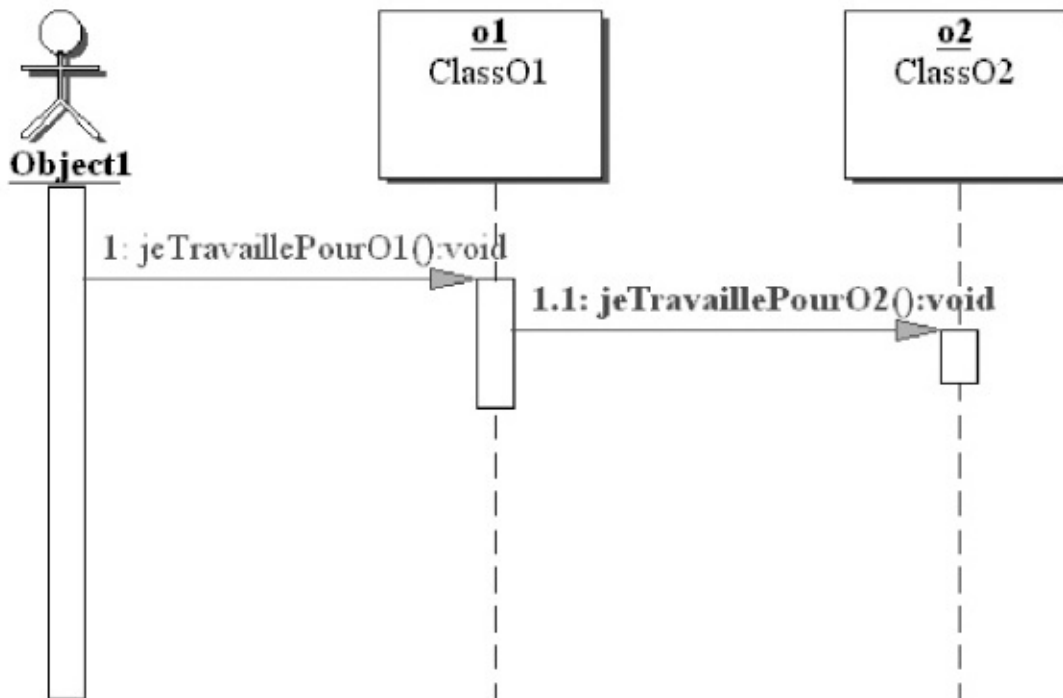 o1
ClassO1
o2
ClassO2
Object1
1: jeTravaillePourO1():void
1.1: jeTravaillePourO2():void